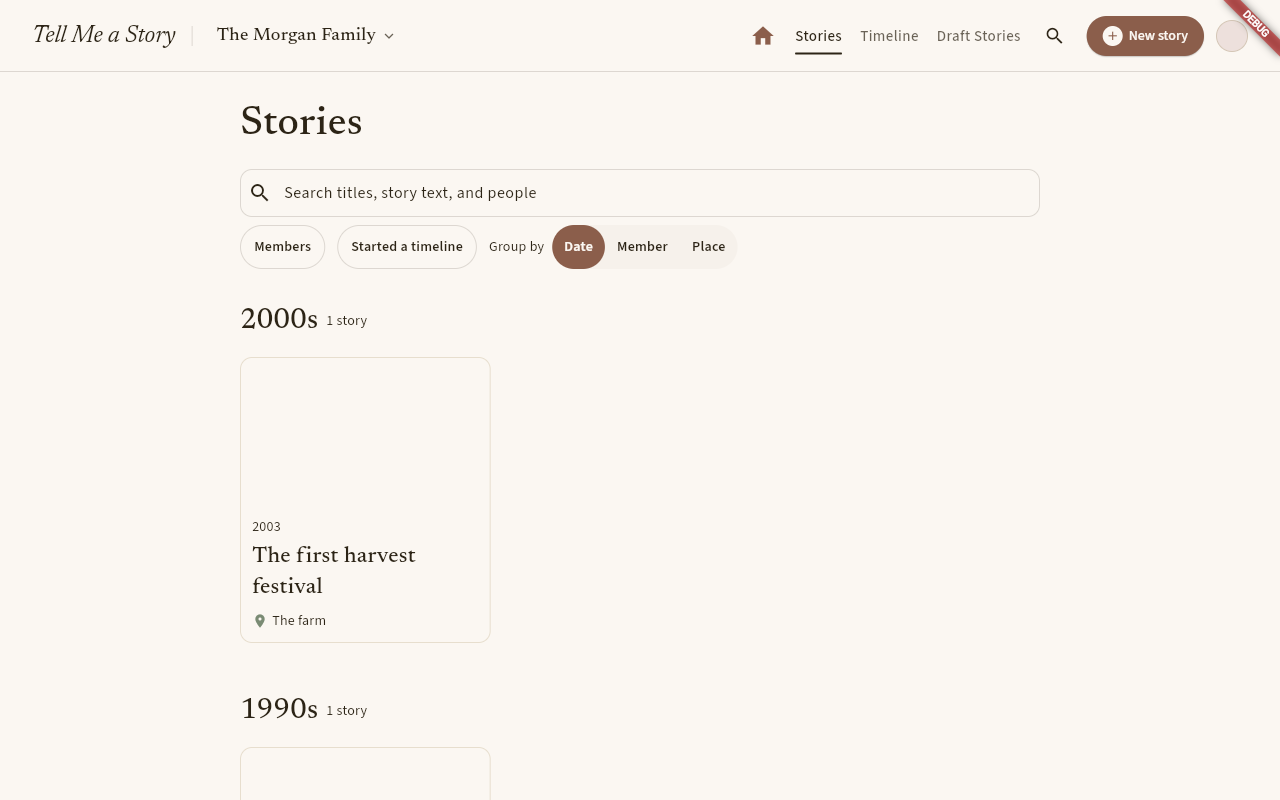 Tell Me a Story
The Morgan Family
Stories
Timeline
Draft Stories
New story
DEBUG
Stories
Search titles, story text, and people
Members
Started a timeline
Group by
Date
Member
Place
2000s 1 story
2003
The first harvest
festival
The farm
1990s 1 story